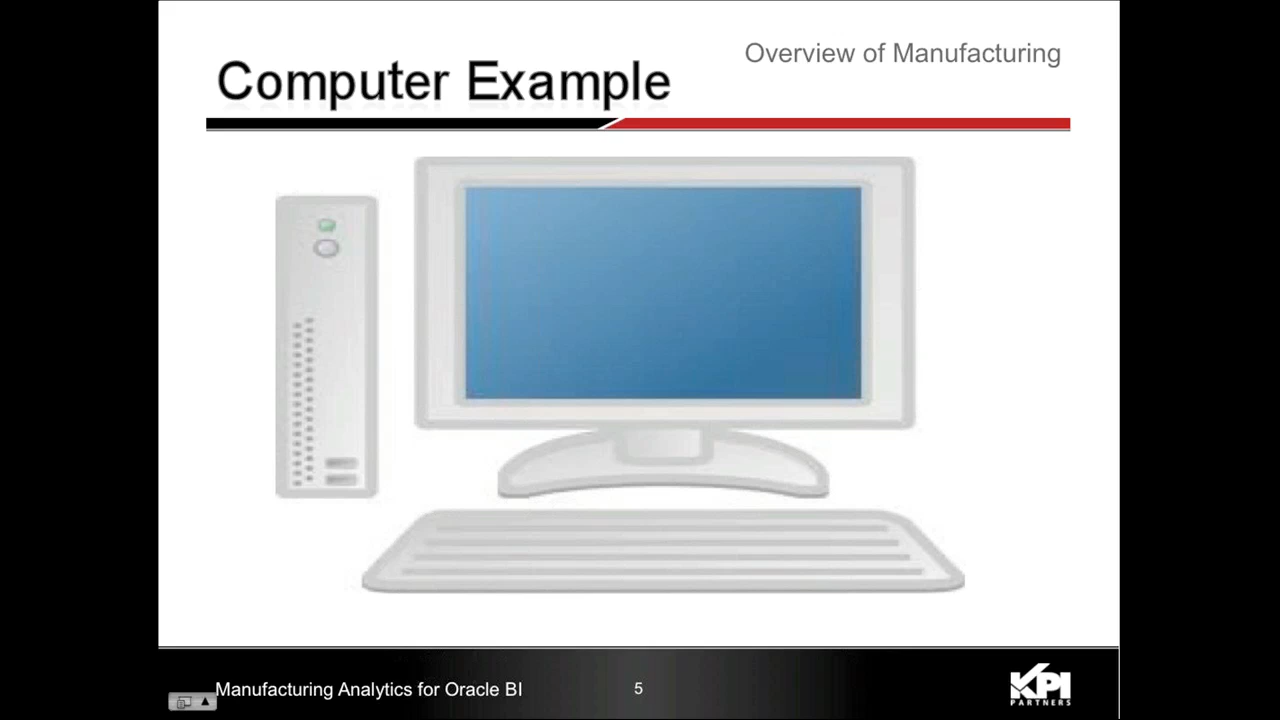 Overview of Manufacturing
Computer Example
Manufacturing Analytics for Oracle BI
5
KPI
PARTNERS